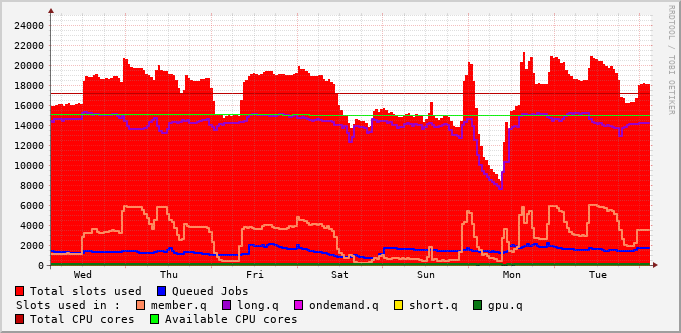 24000
22000
20000
18000
16000
14000
12000
10000
8000
6000
4000
2000
0
Wed Thu Fri Sat Sun Mon Tue
RRDTOOL / TOBI OETIKER
Total slots used Queued Jobs
Slots used in : member.q long.q ondemand.q short.q gpu.q
Total CPU cores Available CPU cores